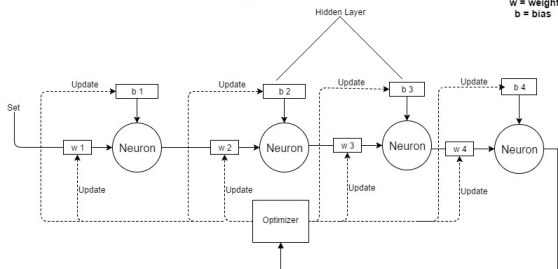 w = weight
b = bias
Hidden Layer
Update
b 1
Update
b 2
Update
b 3
Update
b 4
Set
w 1
Neuron
w 2
Neuron
w 3
Neuron
w 4
Neuron
Update
Update
Update
Update
Optimizer